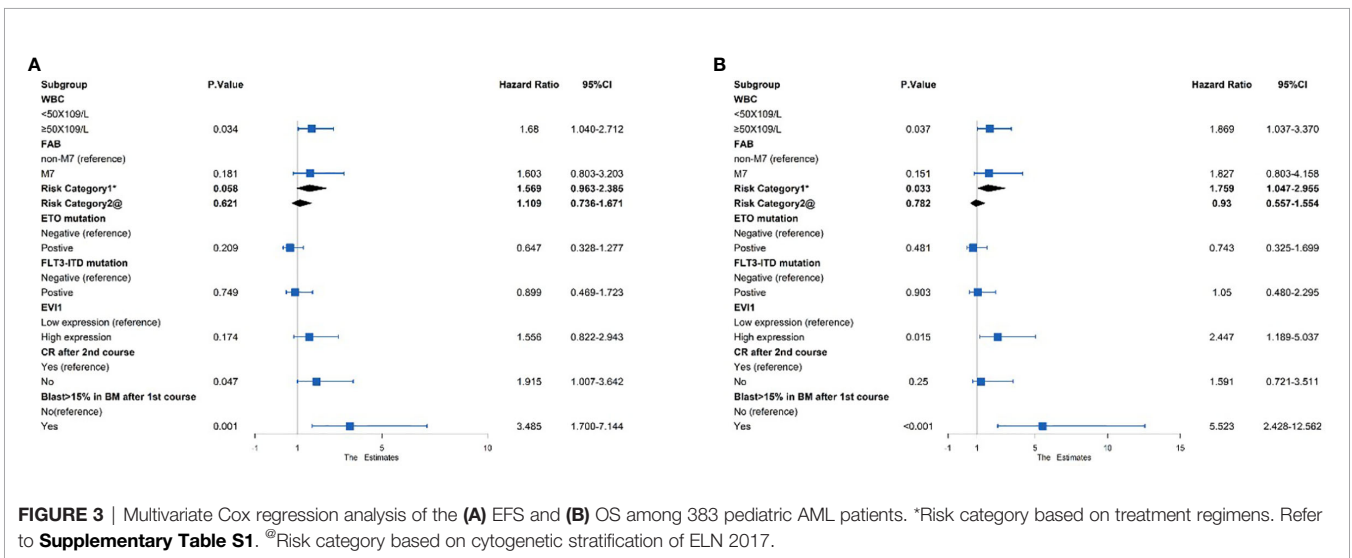 A
Subgroup P.Value Hazard Ratio 95%CI
WBC
<50X109/L
≥50X109/L 0.034 1.68 1.040-2.712
FAB
non-M7 (reference)
M7 0.181 1.603 0.803-3.203
Risk Category1* 0.058 1.569 0.963-2.385
Risk Category2@ 0.621 1.109 0.736-1.671
ETO mutation
Negative (reference)
Postive 0.209 0.647 0.328-1.277
FLT3-ITD mutation
Negative (reference)
Postive 0.749 0.899 0.469-1.723
EVI1
Low expression (reference)
High expression 0.174 1.556 0.822-2.943
CR after 2nd course
Yes (reference)
No 0.047 1.915 1.007-3.642
Blast>15% in BM after 1st course
No(reference)
Yes 0.001 3.485 1.700-7.144
-1 1 5 10
The Estimates
B
Subgroup P.Value Hazard Ratio 95%CI
WBC
<50X109/L
≥50X109/L 0.037 1.869 1.037-3.370
FAB
non-M7 (reference)
M7 0.151 1.827 0.803-4.158
Risk Category1* 0.033 1.759 1.047-2.955
Risk Category2@ 0.782 0.93 0.557-1.554
ETO mutation
Negative (reference)
Postive 0.481 0.743 0.325-1.699
FLT3-ITD mutation
Negative (reference)
Postive 0.903 1.05 0.480-2.295
EVI1
Low expression (reference)
High expression 0.015 2.447 1.189-5.037
CR after 2nd course
Yes (reference)
No 0.25 1.591 0.721-3.511
Blast>15% in BM after 1st course
No (reference)
Yes <0.001 5.523 2.428-12.562
-1 1 5 10 15
The Estimates
FIGURE 3 | Multivariate Cox regression analysis of the (A) EFS and (B) OS among 383 pediatric AML patients. *Risk category based on treatment regimens. Refer
to Supplementary Table S1. @Risk category based on cytogenetic stratification of ELN 2017.